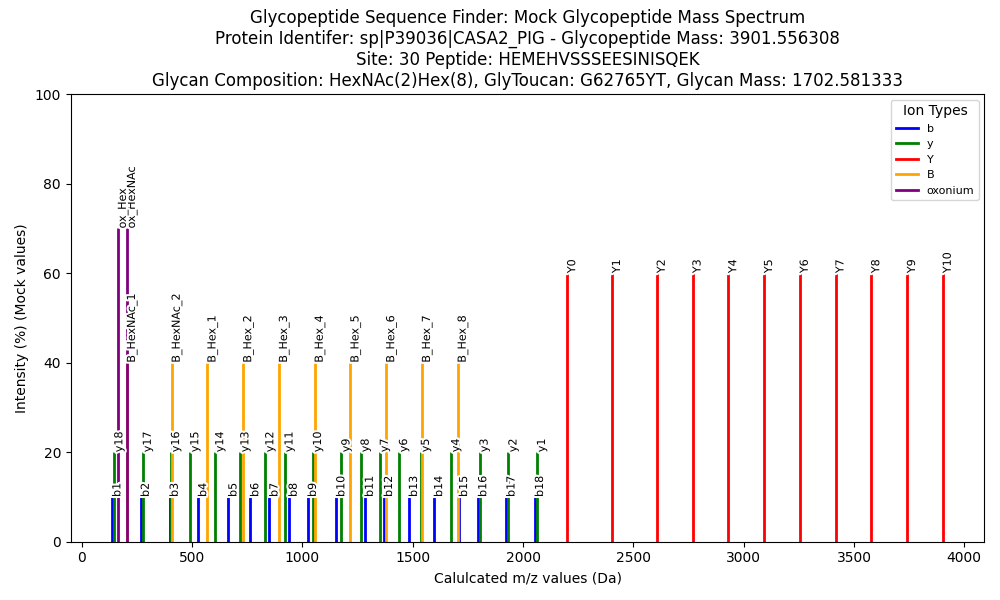 Glycopeptide Sequence Finder: Mock Glycopeptide Mass Spectrum
Protein Identifer: sp|P39036|CASA2_PIG - Glycopeptide Mass: 3901.556308
Site: 30 Peptide: HEMEHVSSSEESINISQEK
Glycan Composition: HexNAc(2)Hex(8), GlyToucan: G62765YT, Glycan Mass: 1702.581333
Intensity (%) (Mock values)
100
80
60
40
20
0
Ion Types
b
y
Y
B
oxonium
ox_Hex
ox_HexNAc
Y0
Y1
Y2
Y3
Y4
Y5
Y6
Y7
Y8
Y9
Y10
B_HexNAc_1
B_HexNAc_2
B_Hex_1
B_Hex_2
B_Hex_3
B_Hex_4
B_Hex_5
B_Hex_6
B_Hex_7
B_Hex_8
y18
y17
y16
y15
y14
y13
y12
y11
y10
y9
y8
y7
y6
y5
y4
y3
y2
y1
b1
b2
b3
b4
b5
b6
b7
b8
b9
b10
b11
b12
b13
b14
b15
b16
b17
b18
0
500
1000
1500
2000
2500
3000
3500
4000
Calulcated m/z values (Da)